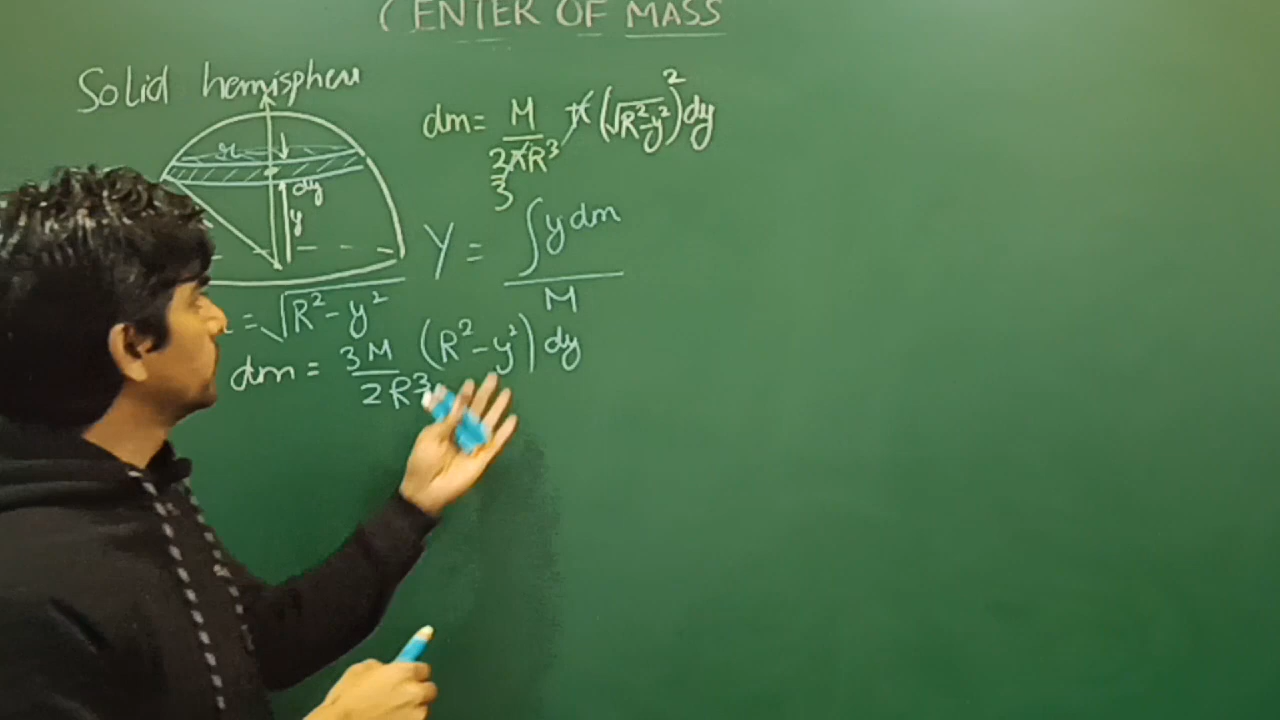 CENTER OF MASS
Solid hemisphere
r
dy
y
dm = M/(2/3 πR³) π (√(R²-y²))² dy
Y = ∫y dm / M
r = √(R² - y²)
dm = 3M/2R³ (R² - y²) dy